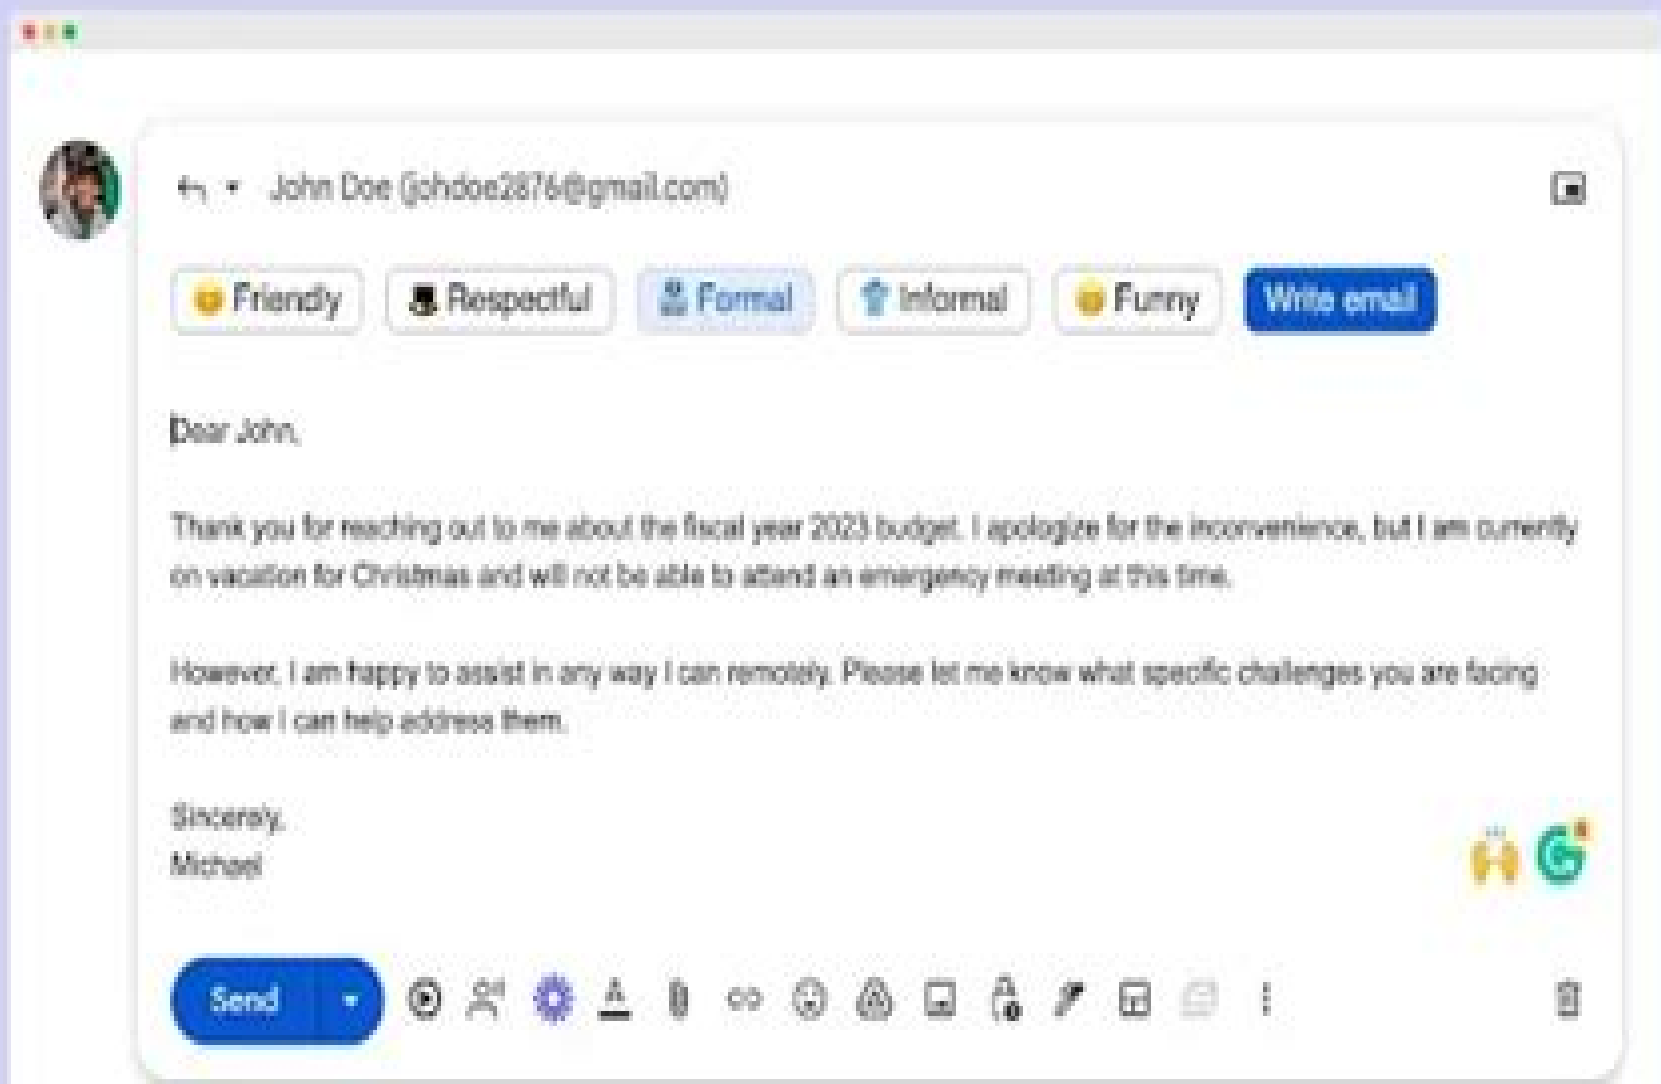 John Doe (johdoe2876@gmail.com)
Friendly Respectful Formal Informal Funny Write email
Dear John,
Thank you for reaching out to me about the fiscal year 2023 budget. I apologize for the inconvenience, but I am currently
on vacation for Christmas and will not be able to attend an emergency meeting at this time.
However, I am happy to assist in any way I can remotely. Please let me know what specific challenges you are facing
and how I can help address them.
Sincerely,
Michael
Send